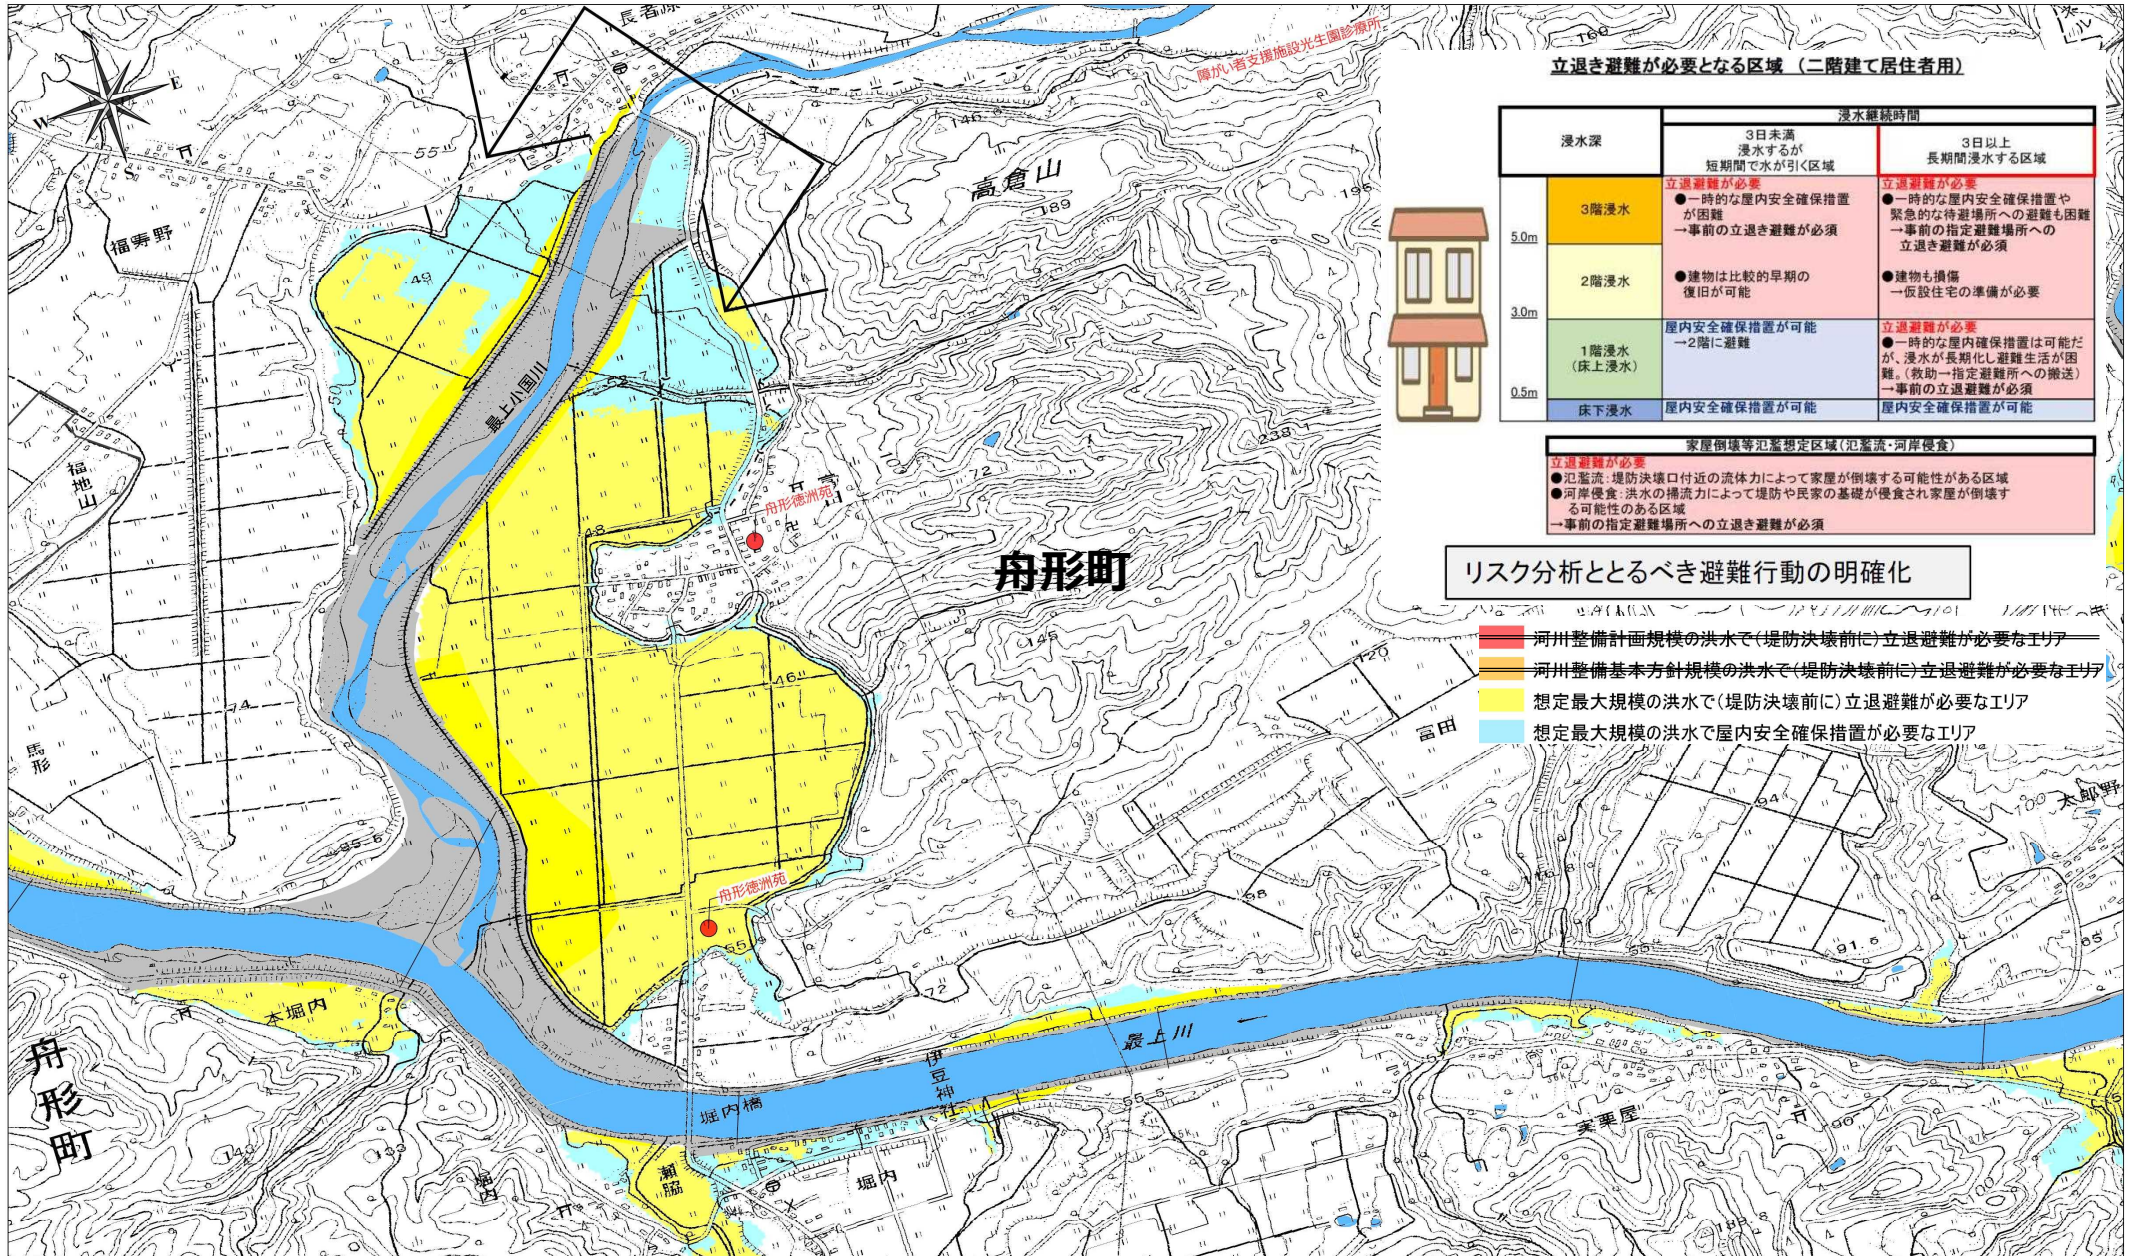 長者原
障がい者支援施設光生園診療所
160
立退き避難が必要となる区域 （二階建て居住者用）
浸水深
浸水継続時間
3日未満
浸水するが
短期間で水が引く区域
3日以上
長期間浸水する区域
3階浸水
立退避難が必要
●一時的な屋内安全確保措置
が困難
→事前の立退き避難が必須
立退避難が必要
●一時的な屋内安全確保措置や
緊急的な待避場所への避難も困難
→事前の指定避難場所への
立退き避難が必須
5.0m
2階浸水
●建物は比較的早期の
復旧が可能
●建物も損傷
→仮設住宅の準備が必要
3.0m
1階浸水
（床上浸水）
屋内安全確保措置が可能
→2階に避難
立退避難が必要
●一時的な屋内確保措置は可能だ
が、浸水が長期化し避難生活が困
難。（救助→指定避難所への搬送）
→事前の立退避難が必須
0.5m
床下浸水
屋内安全確保措置が可能
屋内安全確保措置が可能
家屋倒壊等氾濫想定区域（氾濫流・河岸侵食）
立退避難が必要
●氾濫流：堤防決壊口付近の流体力によって家屋が倒壊する可能性がある区域
●河岸侵食：洪水の掃流力によって堤防や民家の基礎が侵食され家屋が倒壊す
る可能性のある区域
→事前の指定避難場所への立退き避難が必須
リスク分析ととるべき避難行動の明確化
河川整備計画規模の洪水で（堤防決壊前に）立退避難が必要なエリア
河川整備基本方針規模の洪水で（堤防決壊前に）立退避難が必要なエリア
想定最大規模の洪水で（堤防決壊前に）立退避難が必要なエリア
想定最大規模の洪水で屋内安全確保措置が必要なエリア
E
W
S
55
高倉山
189
195
福寿野
49
52.7
最上小国川
福地山
238.1
72
舟形徳洲苑
48
舟形町
145
120
46
74
馬形
富田
94
太郎野
85.6
98
舟形徳洲苑
55
91.5
65
72
本堀内
舟形町
最上川
伊豆神社
堀内橋
55.5
実栗屋
90
133
堀内
瀬脇
堀内